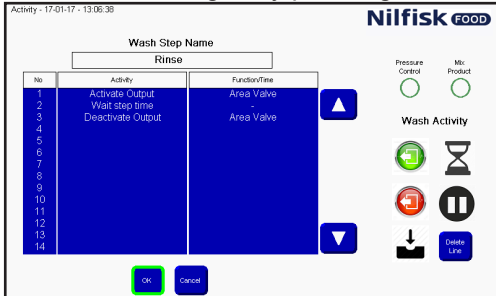 Activity - 17-01-17 - 13:06:38
Nilfisk FOOD
Wash Step Name
Rinse
Pressure Control
Mix Product
No Activity Function/Time
1 Activate Output Area Valve
2 Wait step time -
3 Deactivate Output Area Valve
4
5
6
7
8
9
10
11
12
13
14
Wash Activity
Delete Line
OK Cancel